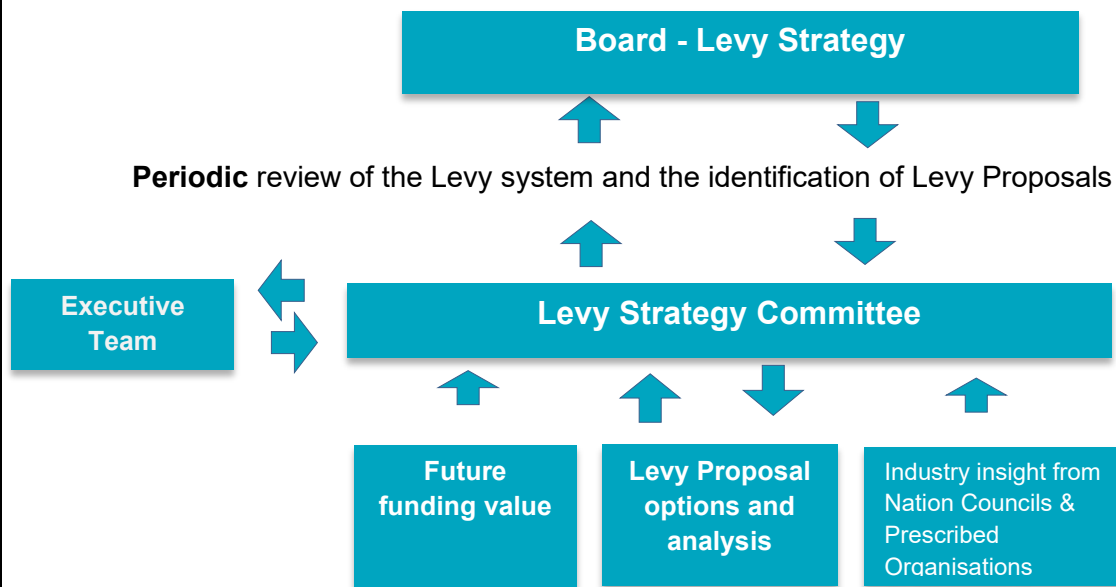 Board - Levy Strategy
Periodic review of the Levy system and the identification of Levy Proposals
Executive
Team
Levy Strategy Committee
Future
funding value
Levy Proposal
options and
analysis
Industry insight from
Nation Councils &
Prescribed
Organisations